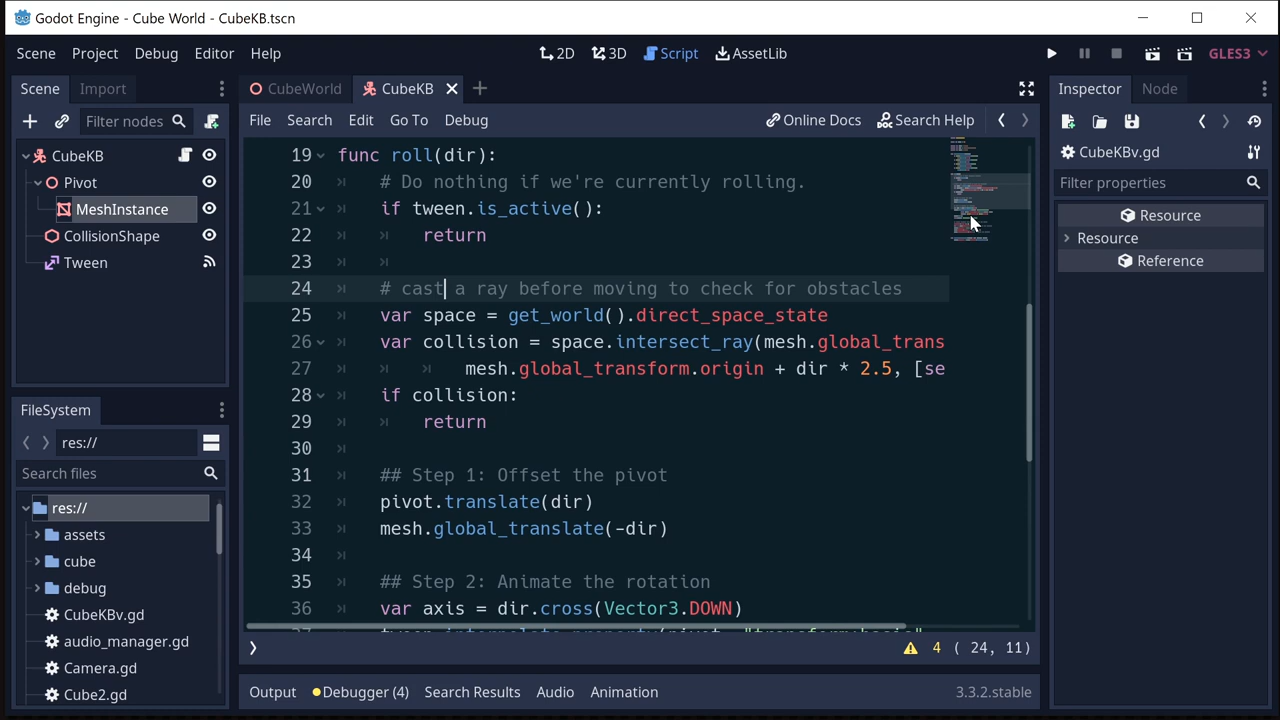 Godot Engine - Cube World - CubeKB.tscn
Scene Project Debug Editor Help
2D 3D Script AssetLib
GLES3
Scene Import
CubeWorld CubeKB
Inspector Node
Filter nodes
File Search Edit Go To Debug
Online Docs Search Help
CubeKB
Pivot
MeshInstance
CollisionShape
Tween
FileSystem
res://
Search files
res://
assets
cube
debug
CubeKBv.gd
audio_manager.gd
Camera.gd
Cube2.gd
19 func roll(dir):
20 # Do nothing if we're currently rolling.
21 if tween.is_active():
22 return
23
24 # cast a ray before moving to check for obstacles
25 var space = get_world().direct_space_state
26 var collision = space.intersect_ray(mesh.global_trans
27 mesh.global_transform.origin + dir * 2.5, [se
28 if collision:
29 return
30
31 ## Step 1: Offset the pivot
32 pivot.translate(dir)
33 mesh.global_translate(-dir)
34
35 ## Step 2: Animate the rotation
36 var axis = dir.cross(Vector3.DOWN)
4 ( 24, 11)
Output Debugger (4) Search Results Audio Animation
3.3.2.stable
CubeKBv.gd
Filter properties
Resource
Resource
Reference